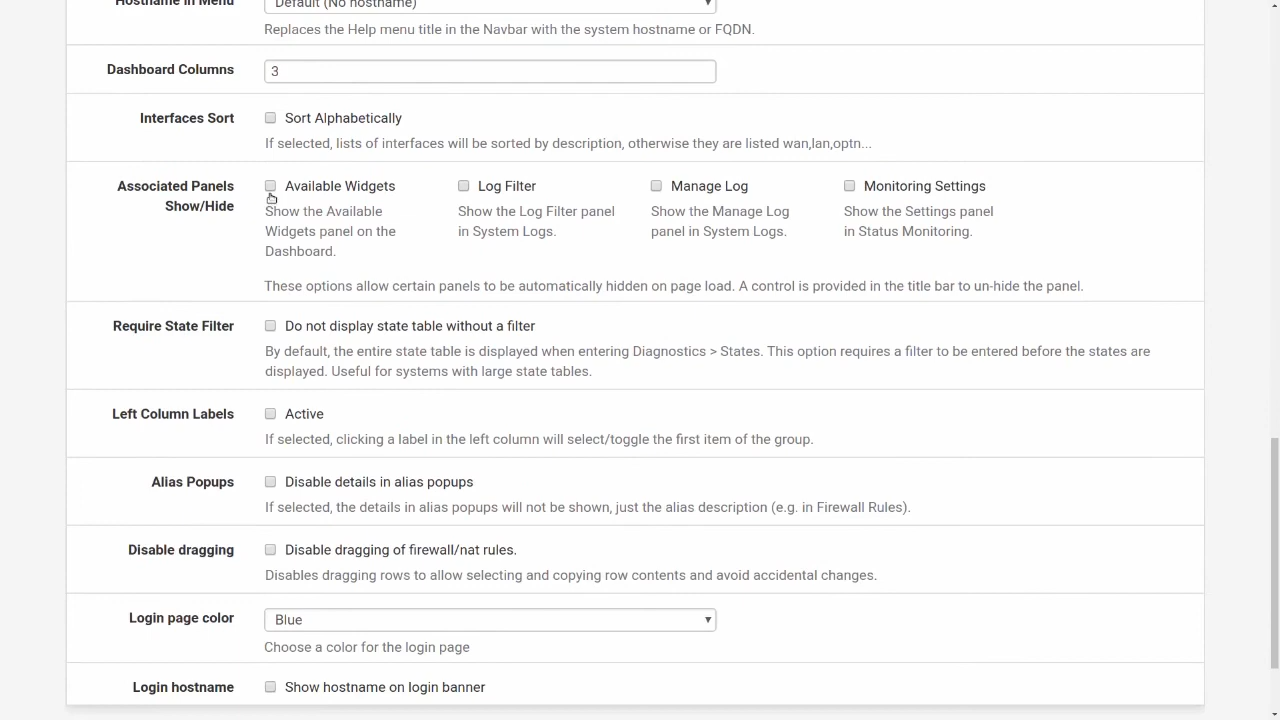 Hostname in Menu
Default (No hostname)
Replaces the Help menu title in the Navbar with the system hostname or FQDN.
Dashboard Columns
3
Interfaces Sort
Sort Alphabetically
If selected, lists of interfaces will be sorted by description, otherwise they are listed wan,lan,optn...
Associated Panels
Show/Hide
Available Widgets
Show the Available
Widgets panel on the
Dashboard.
Log Filter
Show the Log Filter panel
in System Logs.
Manage Log
Show the Manage Log
panel in System Logs.
Monitoring Settings
Show the Settings panel
in Status Monitoring.
These options allow certain panels to be automatically hidden on page load. A control is provided in the title bar to un-hide the panel.
Require State Filter
Do not display state table without a filter
By default, the entire state table is displayed when entering Diagnostics > States. This option requires a filter to be entered before the states are
displayed. Useful for systems with large state tables.
Left Column Labels
Active
If selected, clicking a label in the left column will select/toggle the first item of the group.
Alias Popups
Disable details in alias popups
If selected, the details in alias popups will not be shown, just the alias description (e.g. in Firewall Rules).
Disable dragging
Disable dragging of firewall/nat rules.
Disables dragging rows to allow selecting and copying row contents and avoid accidental changes.
Login page color
Blue
Choose a color for the login page
Login hostname
Show hostname on login banner